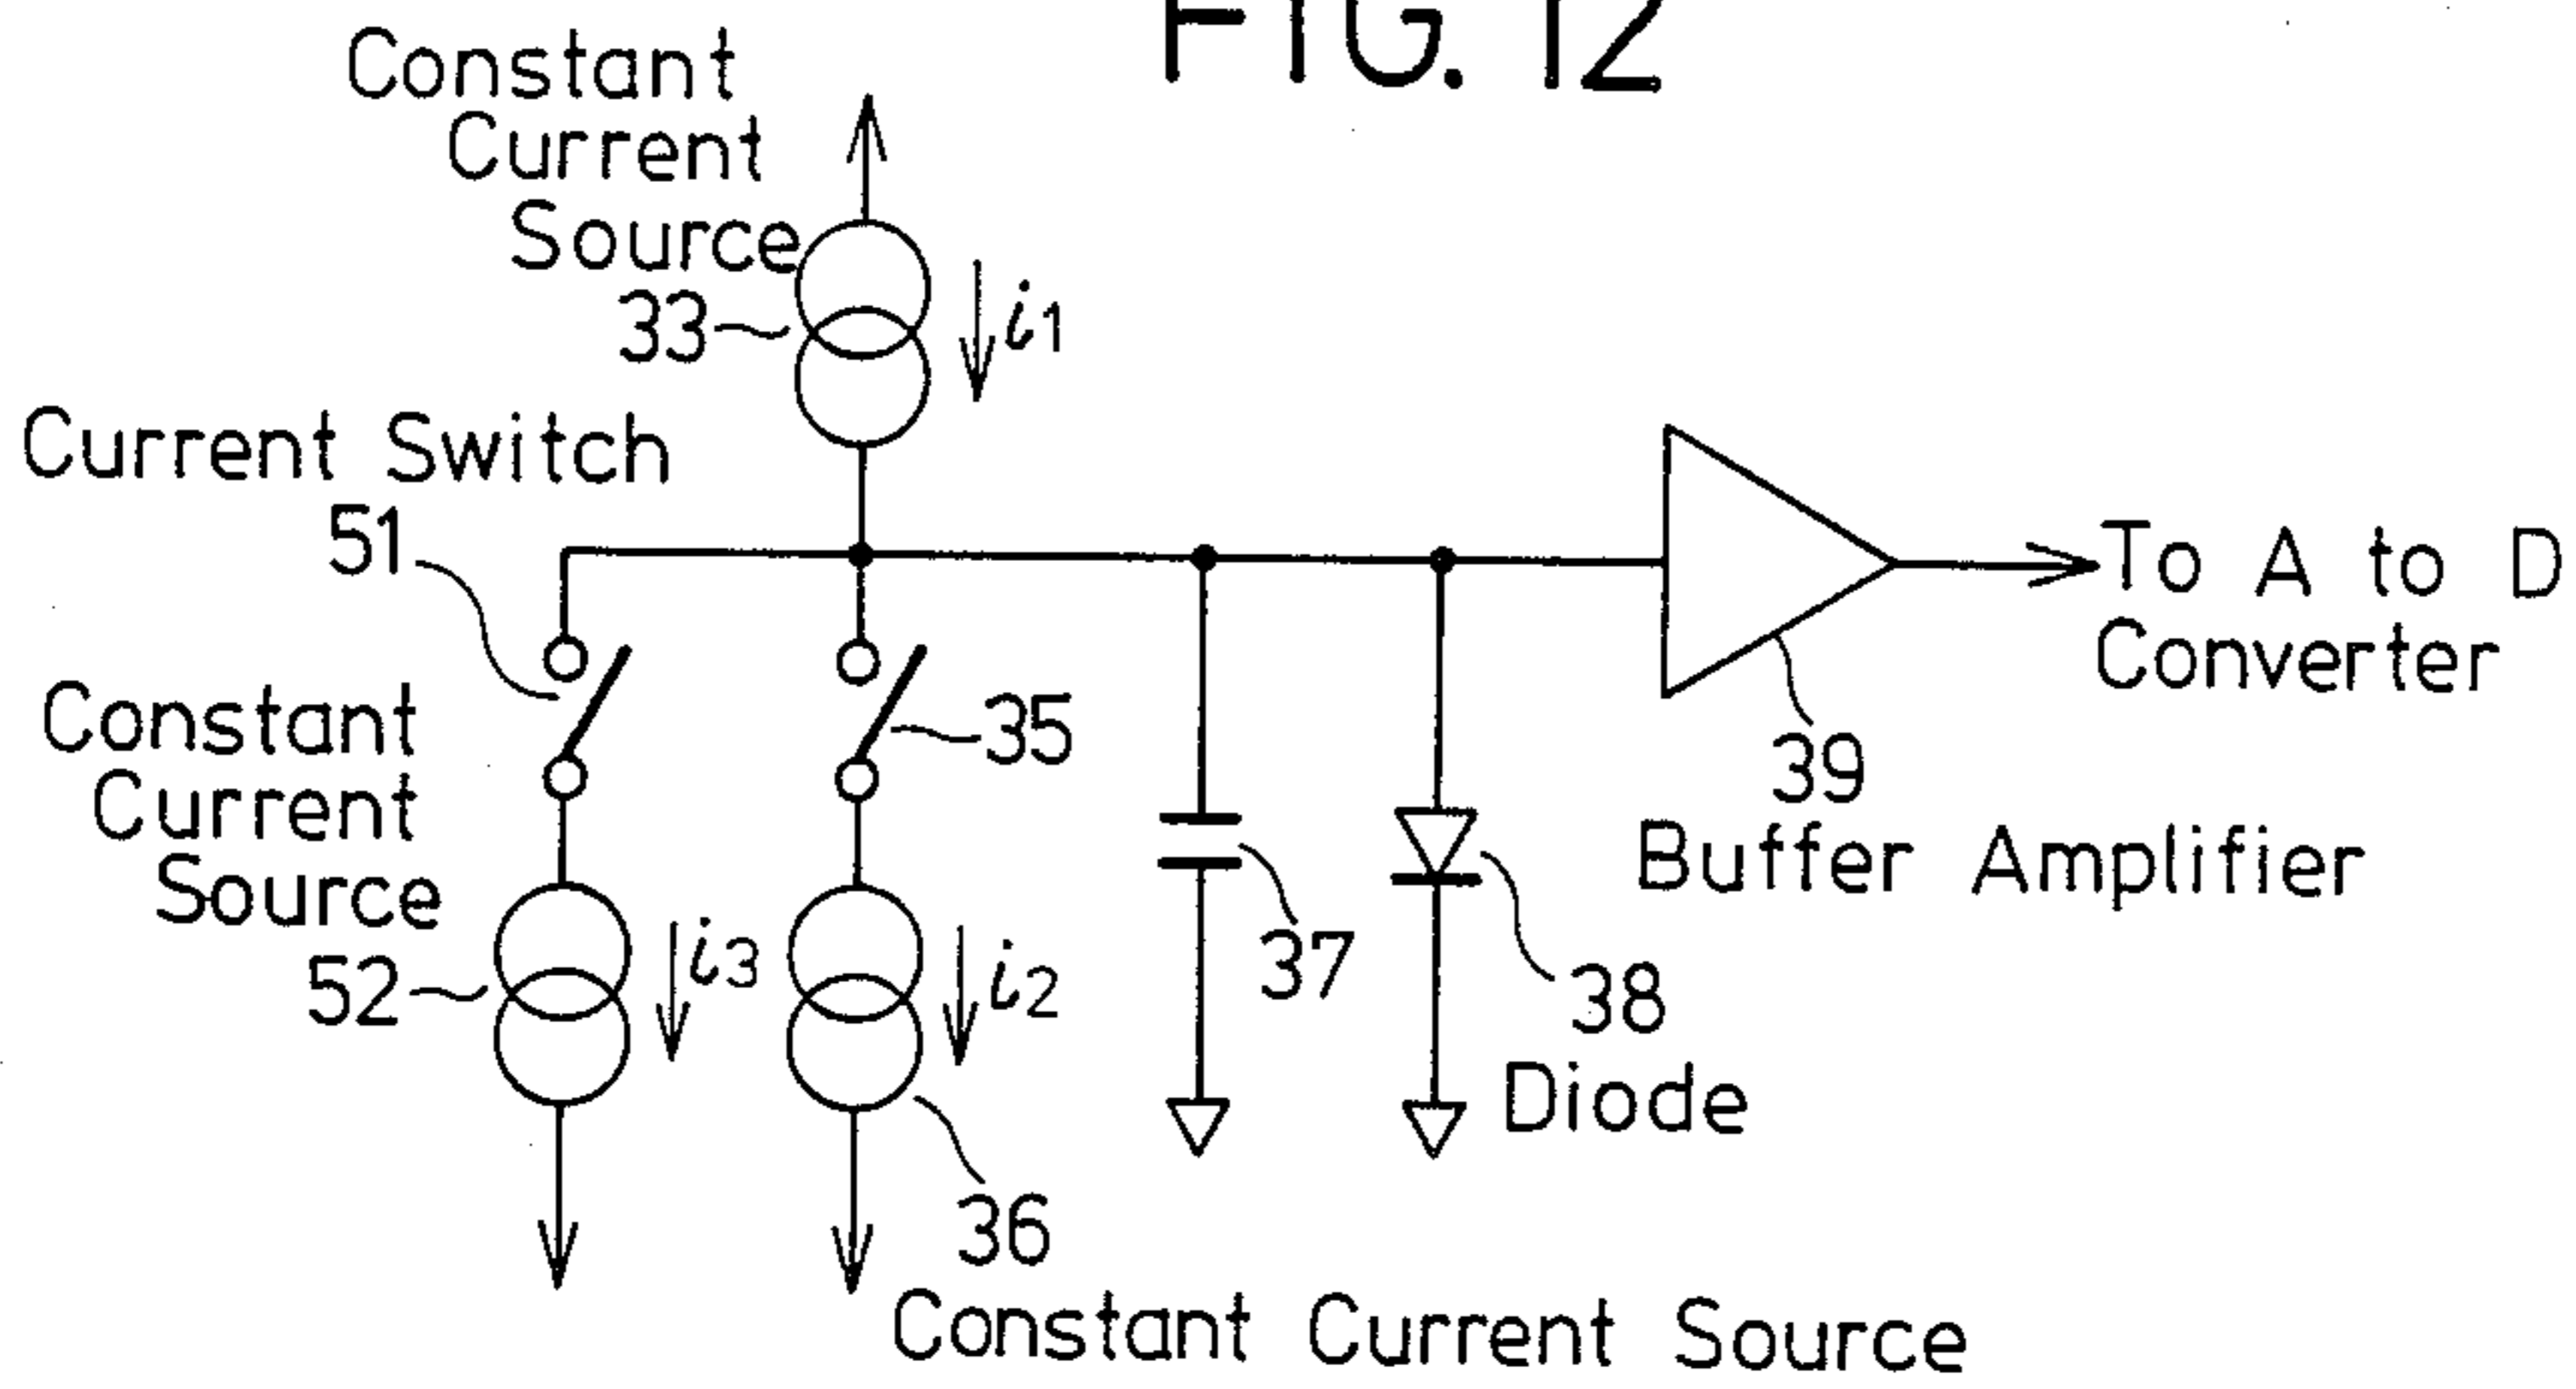 FIG. 12
Constant
Current
Source
33
i1
Current Switch
51
Constant
Current
Source
52
i3
35
i2
36
Constant Current Source
37
38
Diode
39
Buffer Amplifier
To A to D
Converter